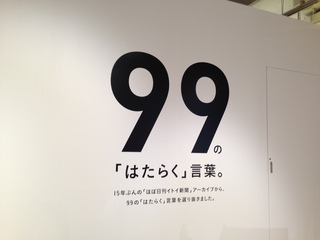 99の
「はたらく」言葉。
15年ぶんの「ほぼ日刊イトイ新聞」アーカイブから、
99の「はたらく」言葉を選り抜きました。